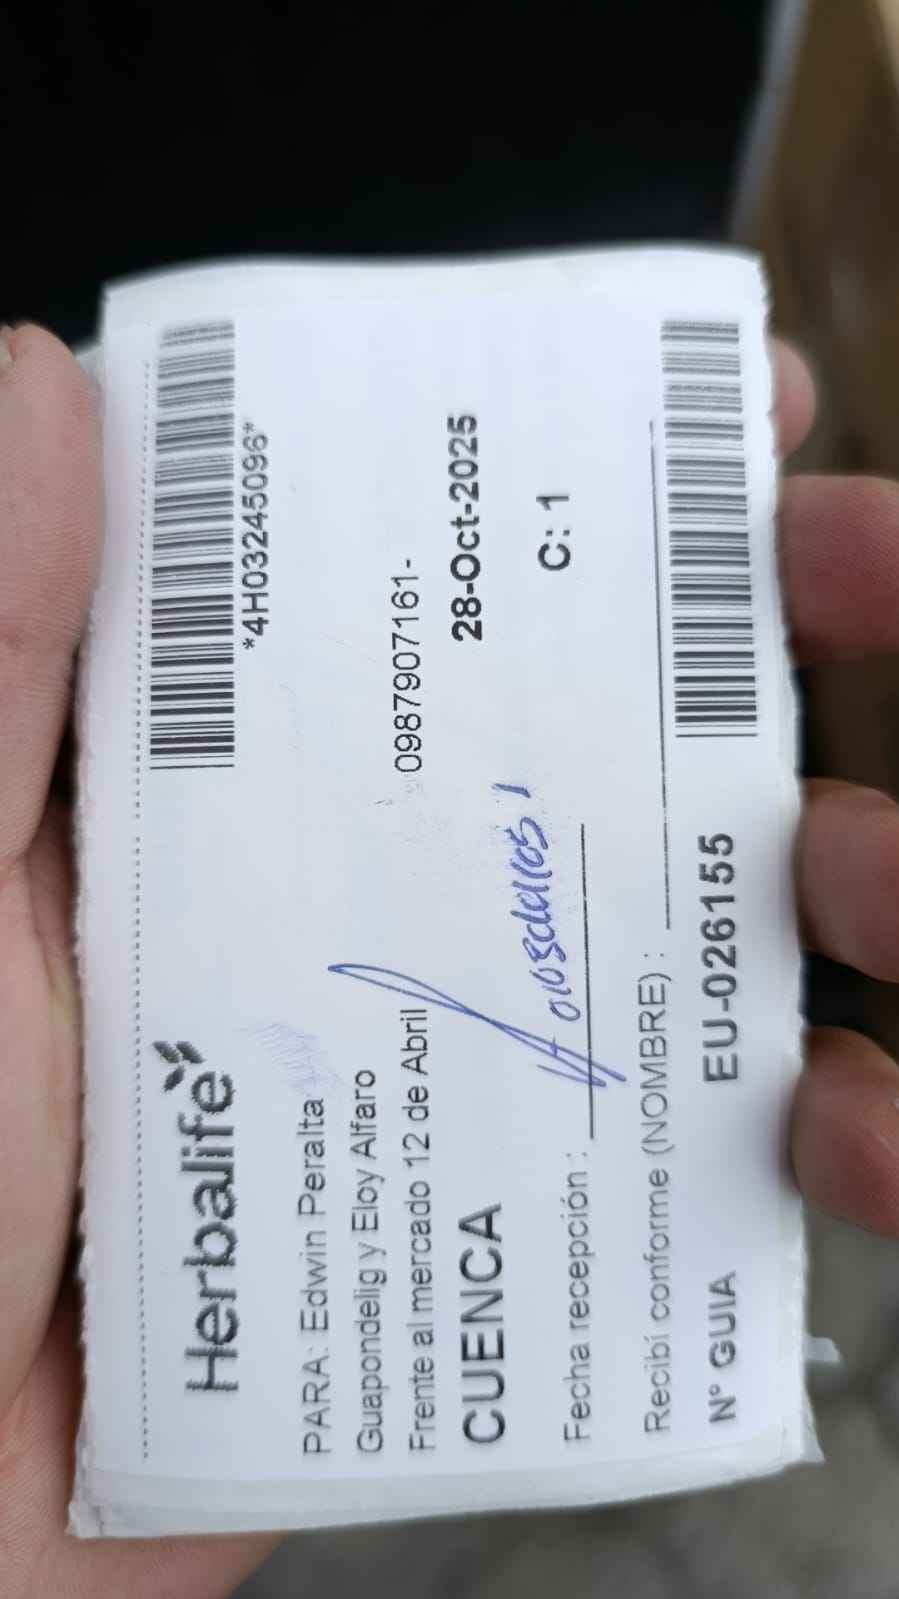 Herbalife
*4H03245096*
PARA: Edwin Peralta
Guapondelig y Eloy Alfaro
Frente al mercado 12 de Abril
0987907161-
CUENCA
28-Oct-2025
Fecha recepción :
C: 1
Recibí conforme (NOMBRE) :
N° GUIA
EU-026155